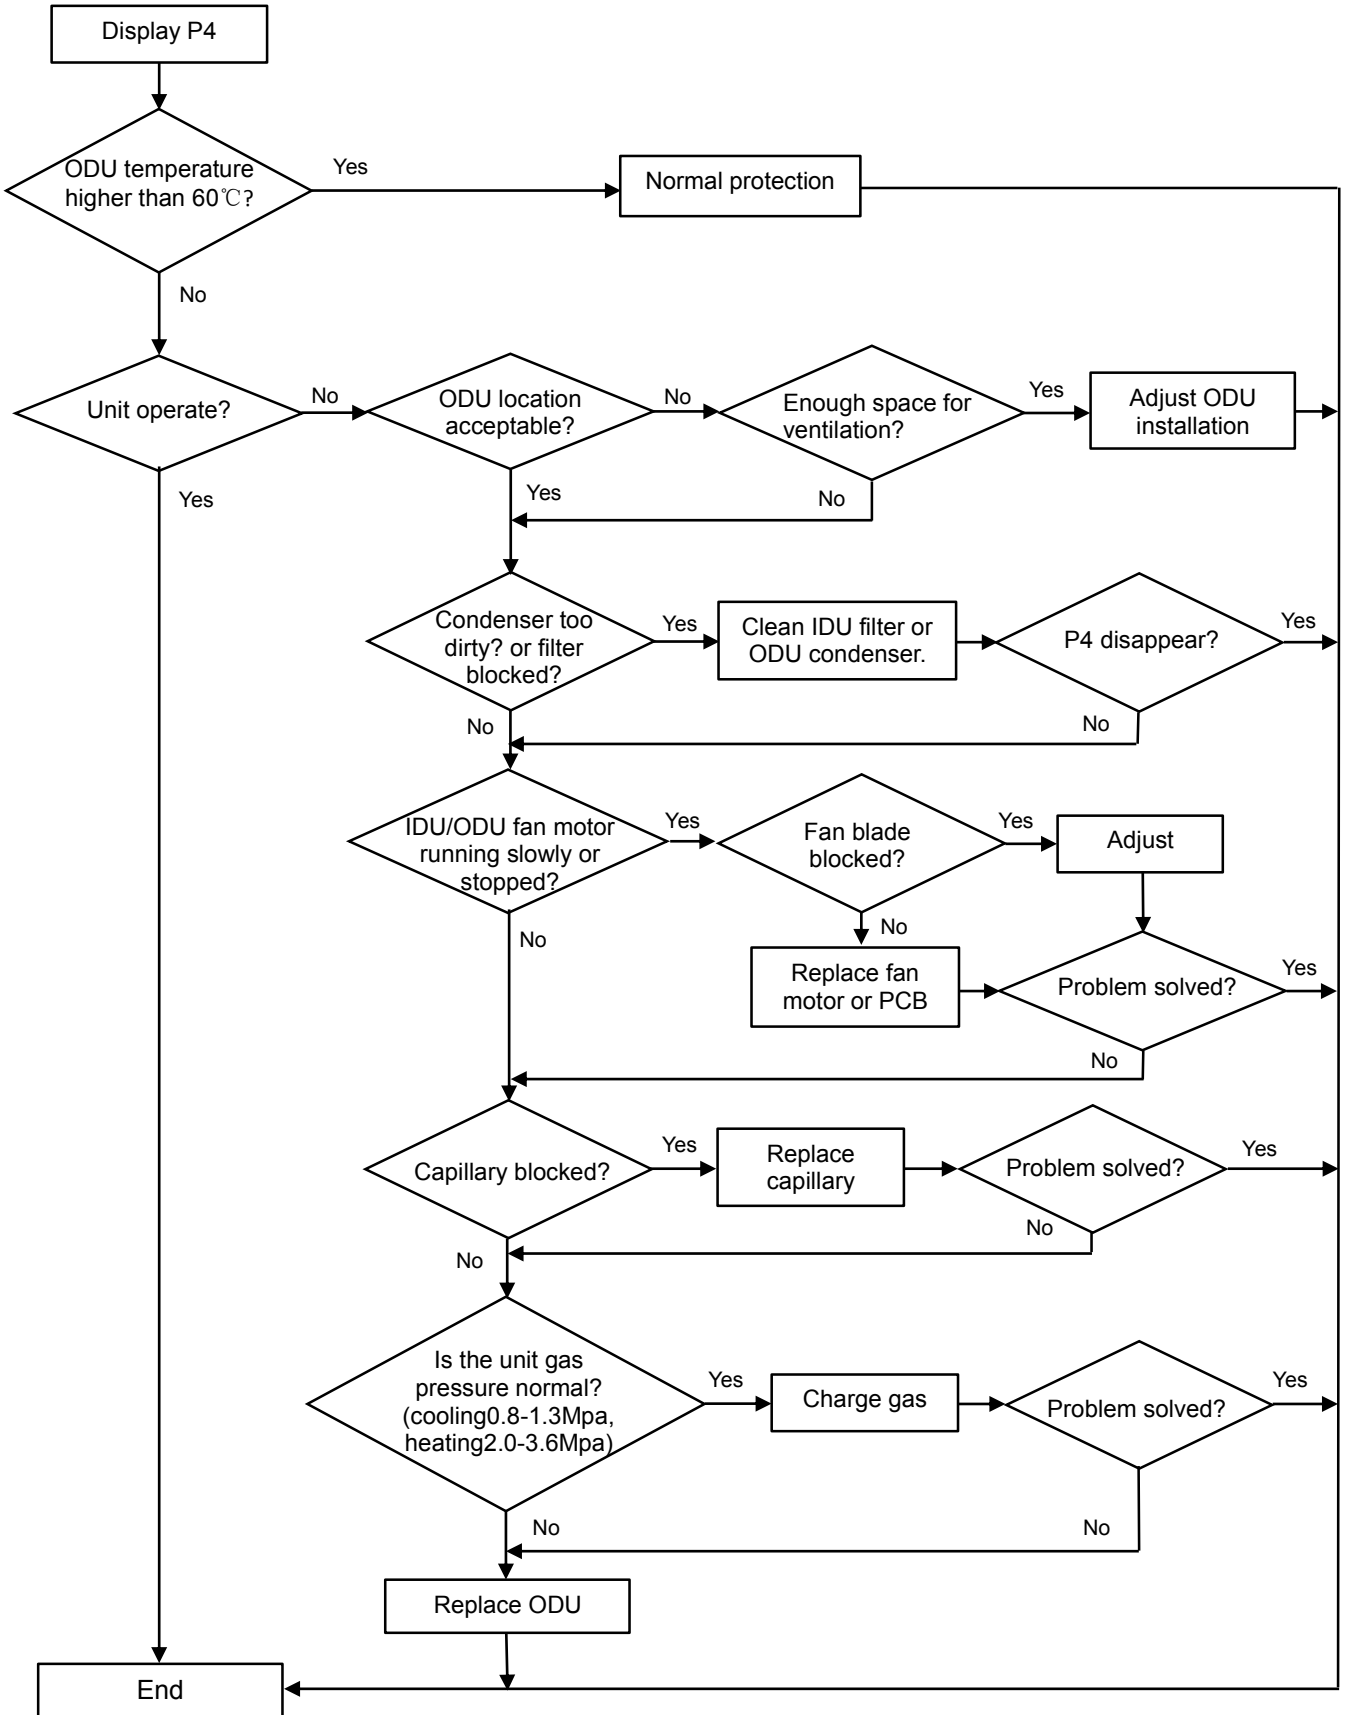 Display P4
ODU temperature
higher than 60℃?
Yes
Normal protection
No
Unit operate?
No
ODU location
acceptable?
No
Enough space for
ventilation?
Yes
Adjust ODU
installation
Yes
Yes
No
Condenser too
dirty? or filter
blocked?
Yes
Clean IDU filter or
ODU condenser.
P4 disappear?
Yes
No
No
IDU/ODU fan motor
running slowly or
stopped?
Yes
Fan blade
blocked?
Yes
Adjust
No
No
Replace fan
motor or PCB
Problem solved?
Yes
No
Capillary blocked?
Yes
Replace
capillary
Problem solved?
Yes
No
No
Is the unit gas
pressure normal?
(cooling0.8-1.3Mpa,
heating2.0-3.6Mpa)
Yes
Charge gas
Problem solved?
Yes
No
No
Replace ODU
End